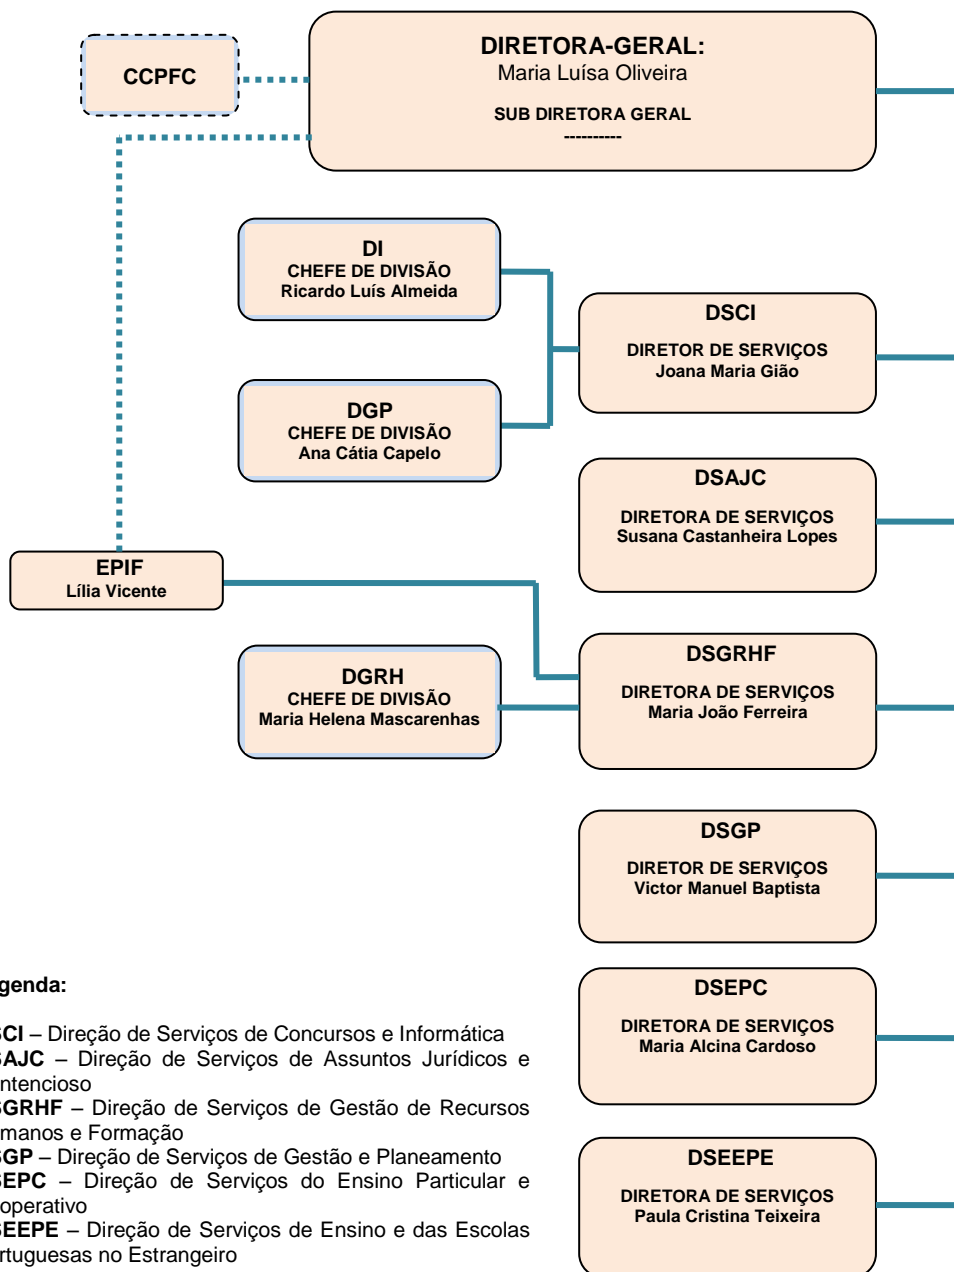 CCPFC
DIRETORA-GERAL:
Maria Luísa Oliveira
SUB DIRETORA GERAL
----------
DI
CHEFE DE DIVISÃO
Ricardo Luís Almeida
DSCI
DIRETOR DE SERVIÇOS
Joana Maria Gião
DGP
CHEFE DE DIVISÃO
Ana Cátia Capelo
DSAJC
DIRETORA DE SERVIÇOS
Susana Castanheira Lopes
EPIF
Lília Vicente
DGRH
CHEFE DE DIVISÃO
Maria Helena Mascarenhas
DSGRHF
DIRETORA DE SERVIÇOS
Maria João Ferreira
DSGP
DIRETOR DE SERVIÇOS
Victor Manuel Baptista
DSEPC
DIRETORA DE SERVIÇOS
Maria Alcina Cardoso
DSEEPE
DIRETORA DE SERVIÇOS
Paula Cristina Teixeira
genda:
SCI – Direção de Serviços de Concursos e Informática
SAJC – Direção de Serviços de Assuntos Jurídicos e
ntencioso
SGRHF – Direção de Serviços de Gestão de Recursos
manos e Formação
SGP – Direção de Serviços de Gestão e Planeamento
SEPC – Direção de Serviços do Ensino Particular e
operativo
SEEPE – Direção de Serviços de Ensino e das Escolas
rtuguesas no Estrangeiro